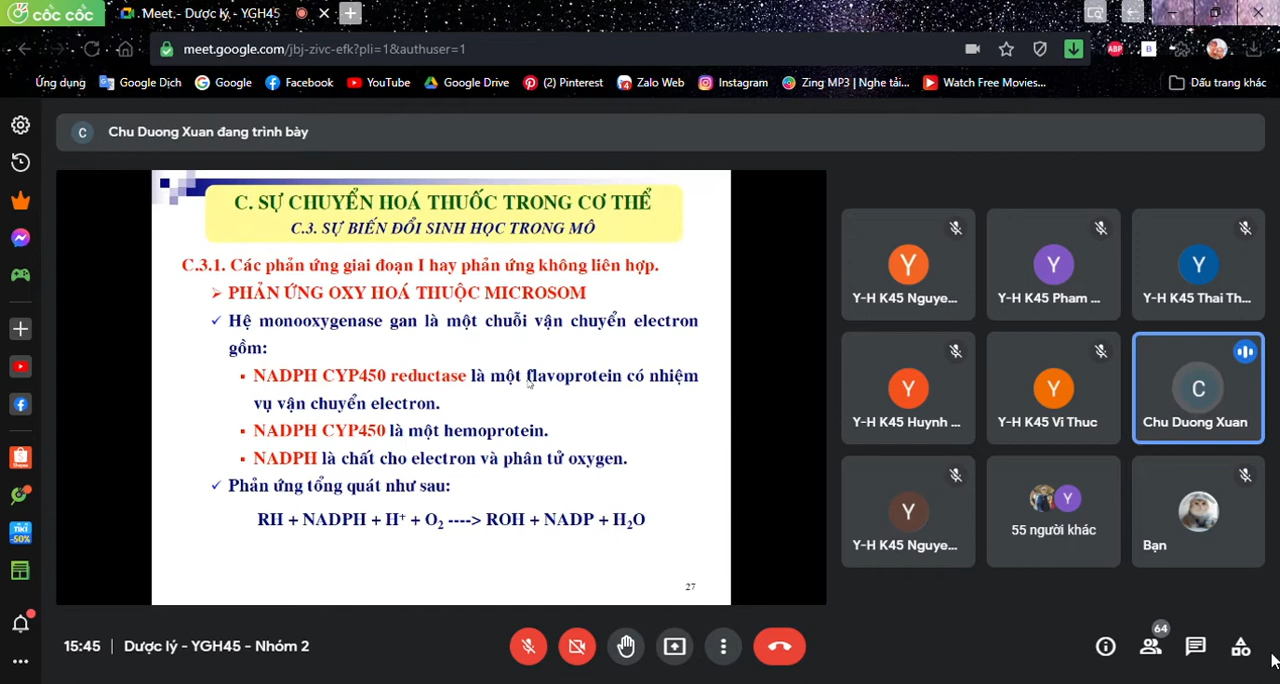 cốc cốc
Meet - Dược lý - YGH45
meet.google.com/jbj-zivc-efk?pli=1&authuser=1
ABP
B
Ứng dụng
Google Dịch
Google
Facebook
YouTube
Google Drive
(2) Pinterest
Zalo Web
Instagram
Zing MP3 | Nghe tải...
Watch Free Movies...
Dấu trang khác
C
Chu Duong Xuan đang trình bày
C. SỰ CHUYỂN HOÁ THUỐC TRONG CƠ THỂ
C.3. SỰ BIẾN ĐỔI SINH HỌC TRONG MÔ
C.3.1. Các phản ứng giai đoạn I hay phản ứng không liên hợp.
➢ PHẢN ỨNG OXY HOÁ THUỘC MICROSOM
✓ Hệ monooxygenase gan là một chuỗi vận chuyển electron
gồm:
▪ NADPH CYP450 reductase là một flavoprotein có nhiệm
vụ vận chuyển electron.
▪ NADPH CYP450 là một hemoprotein.
▪ NADPH là chất cho electron và phân tử oxygen.
✓ Phản ứng tổng quát như sau:
RH + NADPH + H⁺ + O₂ ----> ROH + NADP + H₂O
27
Y
Y-H K45 Nguye...
Y
Y-H K45 Pham ...
Y
Y-H K45 Thai Th...
Y
Y-H K45 Huynh ...
Y
Y-H K45 Vi Thuc
C
Chu Duong Xuan
Y
Y-H K45 Nguye...
Y
55 người khác
Bạn
Shopee
TIKI
-50%
15:45 | Dược lý - YGH45 - Nhóm 2
64